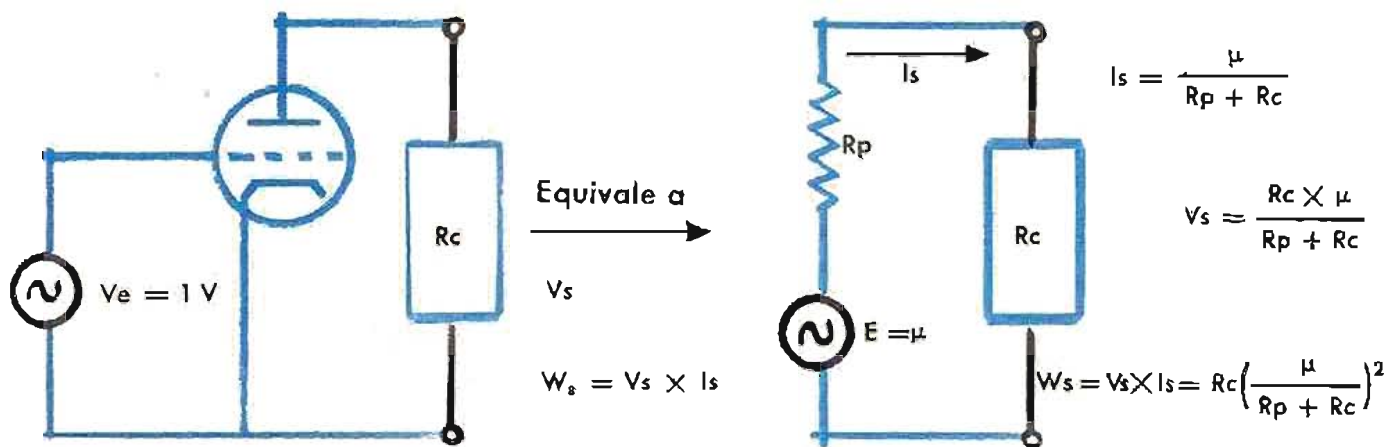 Ve = 1 V
Rc
Equivale a
Vs
W₈ = Vs × Is
Is
Rp
Rc
E = μ
Is = μ / Rp + Rc
Vs = Rc × μ / Rp + Rc
Ws = Vs × Is = Rc(μ / Rp + Rc)²